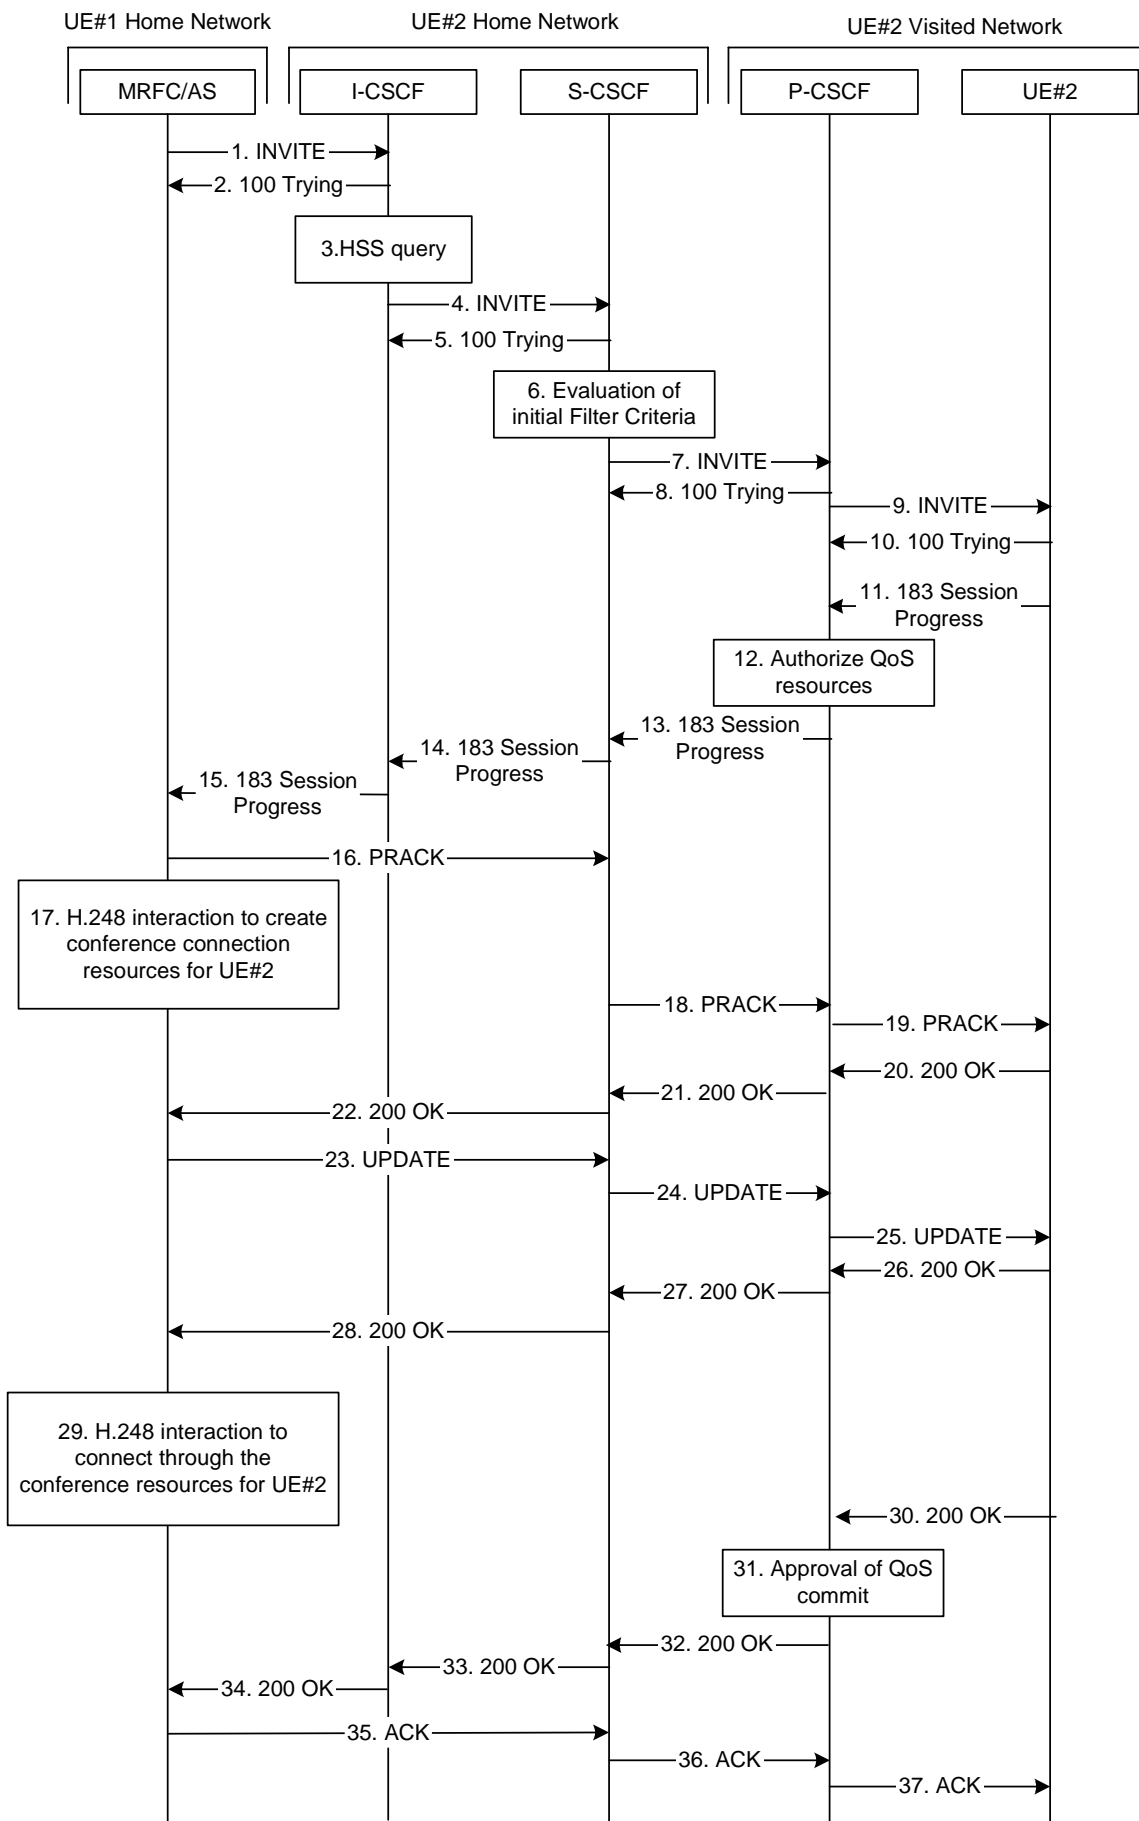 UE#1 Home Network
UE#2 Home Network
UE#2 Visited Network
MRFC/AS
I-CSCF
S-CSCF
P-CSCF
UE#2
1. INVITE
2. 100 Trying
3.HSS query
4. INVITE
5. 100 Trying
6. Evaluation of
initial Filter Criteria
7. INVITE
8. 100 Trying
9. INVITE
10. 100 Trying
11. 183 Session
Progress
12. Authorize QoS
resources
13. 183 Session
Progress
14. 183 Session
Progress
15. 183 Session
Progress
16. PRACK
17. H.248 interaction to create
conference connection
resources for UE#2
18. PRACK
19. PRACK
20. 200 OK
21. 200 OK
22. 200 OK
23. UPDATE
24. UPDATE
25. UPDATE
26. 200 OK
27. 200 OK
28. 200 OK
29. H.248 interaction to
connect through the
conference resources for UE#2
30. 200 OK
31. Approval of QoS
commit
32. 200 OK
33. 200 OK
34. 200 OK
35. ACK
36. ACK
37. ACK